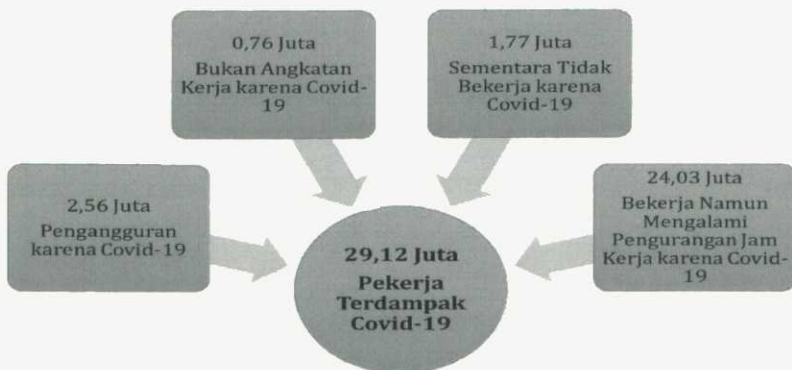 0,76 Juta
Bukan Angkatan
Kerja karena Covid-
19
1,77 Juta
Sementara Tidak
Bekerja karena
Covid-19
2,56 Juta
Pengangguran
karena Covid-19
24,03 Juta
Bekerja Namun
Mengalami
Pengurangan Jam
Kerja karena Covid-
19
29,12 Juta
Pekerja
Terdampak
Covid-19